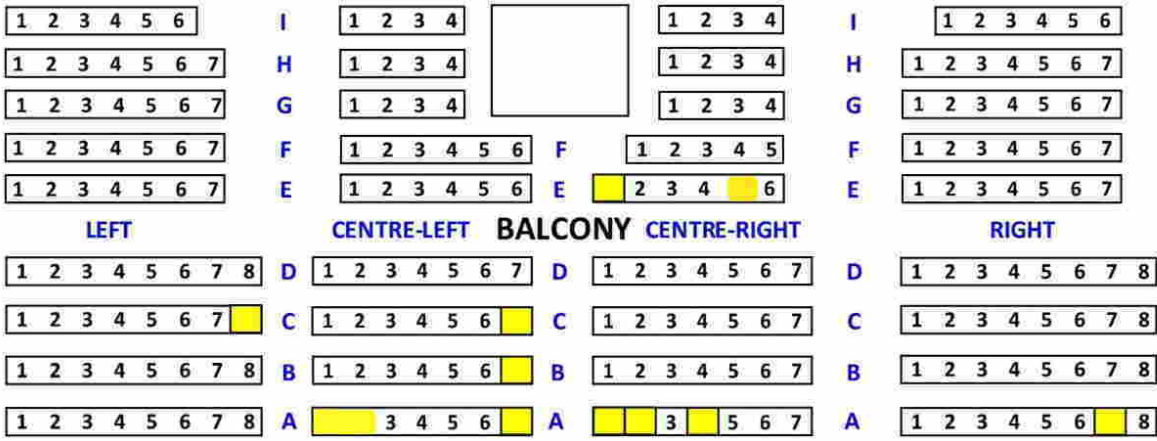 1 2 3 4 5 6 I 1 2 3 4 1 2 3 4 I 1 2 3 4 5 6
1 2 3 4 5 6 7 H 1 2 3 4 1 2 3 4 H 1 2 3 4 5 6 7
1 2 3 4 5 6 7 G 1 2 3 4 1 2 3 4 G 1 2 3 4 5 6 7
1 2 3 4 5 6 7 F 1 2 3 4 5 6 F 1 2 3 4 5 F 1 2 3 4 5 6 7
1 2 3 4 5 6 7 E 1 2 3 4 5 6 E 2 3 4 6 E 1 2 3 4 5 6 7
LEFT CENTRE-LEFT BALCONY CENTRE-RIGHT RIGHT
1 2 3 4 5 6 7 8 D 1 2 3 4 5 6 7 D 1 2 3 4 5 6 7 D 1 2 3 4 5 6 7 8
1 2 3 4 5 6 7 C 1 2 3 4 5 6 C 1 2 3 4 5 6 7 C 1 2 3 4 5 6 7 8
1 2 3 4 5 6 7 8 B 1 2 3 4 5 6 B 1 2 3 4 5 6 7 B 1 2 3 4 5 6 7 8
1 2 3 4 5 6 7 8 A 3 4 5 6 A 3 5 6 7 A 1 2 3 4 5 6 8